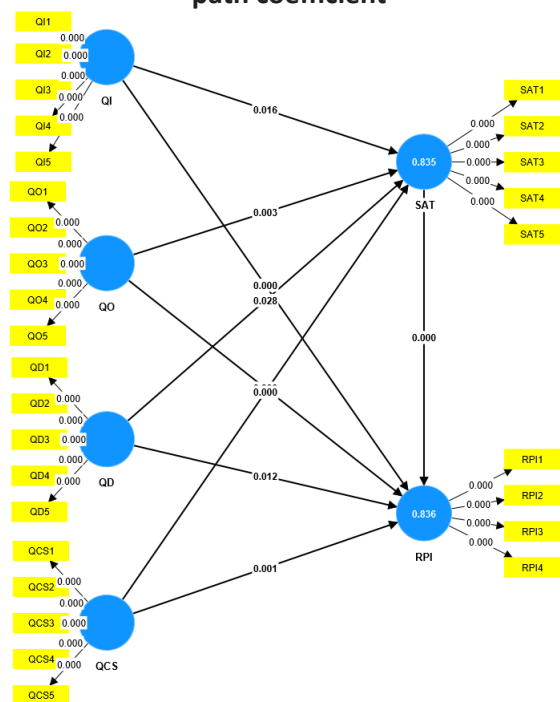 path coefficient
QI1
QI2
QI3
QI4
QI5
0.000
0.000
0.000
0.000
0.000
QI
QO1
QO2
QO3
QO4
QO5
0.000
0.000
0.000
0.000
0.000
QO
QD1
QD2
QD3
QD4
QD5
0.000
0.000
0.000
0.000
0.000
QD
QCS1
QCS2
QCS3
QCS4
QCS5
0.000
0.000
0.000
0.000
0.000
QCS
0.016
0.003
0.000
0.028
0.000
0.012
0.001
0.000
0.835
SAT
0.000
0.000
0.000
0.000
0.000
SAT1
SAT2
SAT3
SAT4
SAT5
0.836
RPI
0.000
0.000
0.000
0.000
RPI1
RPI2
RPI3
RPI4